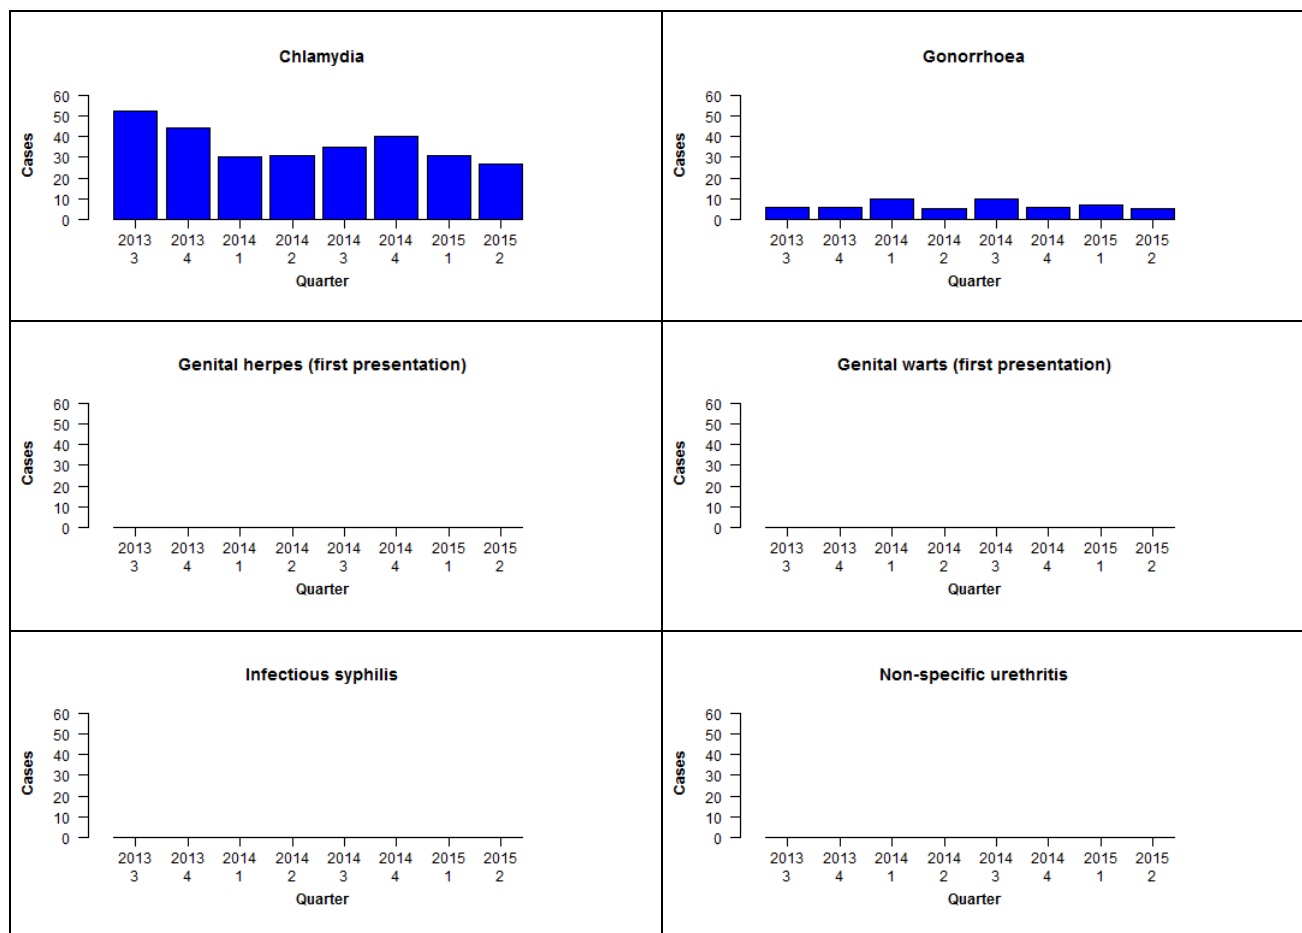 Chlamydia
60
50
40
30
20
10
0
Cases
2013 2013 2014 2014 2014 2014 2015 2015
3 4 1 2 3 4 1 2
Quarter
Gonorrhoea
60
50
40
30
20
10
0
Cases
2013 2013 2014 2014 2014 2014 2015 2015
3 4 1 2 3 4 1 2
Quarter
Genital herpes (first presentation)
60
50
40
30
20
10
0
Cases
2013 2013 2014 2014 2014 2014 2015 2015
3 4 1 2 3 4 1 2
Quarter
Genital warts (first presentation)
60
50
40
30
20
10
0
Cases
2013 2013 2014 2014 2014 2014 2015 2015
3 4 1 2 3 4 1 2
Quarter
Infectious syphilis
60
50
40
30
20
10
0
Cases
2013 2013 2014 2014 2014 2014 2015 2015
3 4 1 2 3 4 1 2
Quarter
Non-specific urethritis
60
50
40
30
20
10
0
Cases
2013 2013 2014 2014 2014 2014 2015 2015
3 4 1 2 3 4 1 2
Quarter